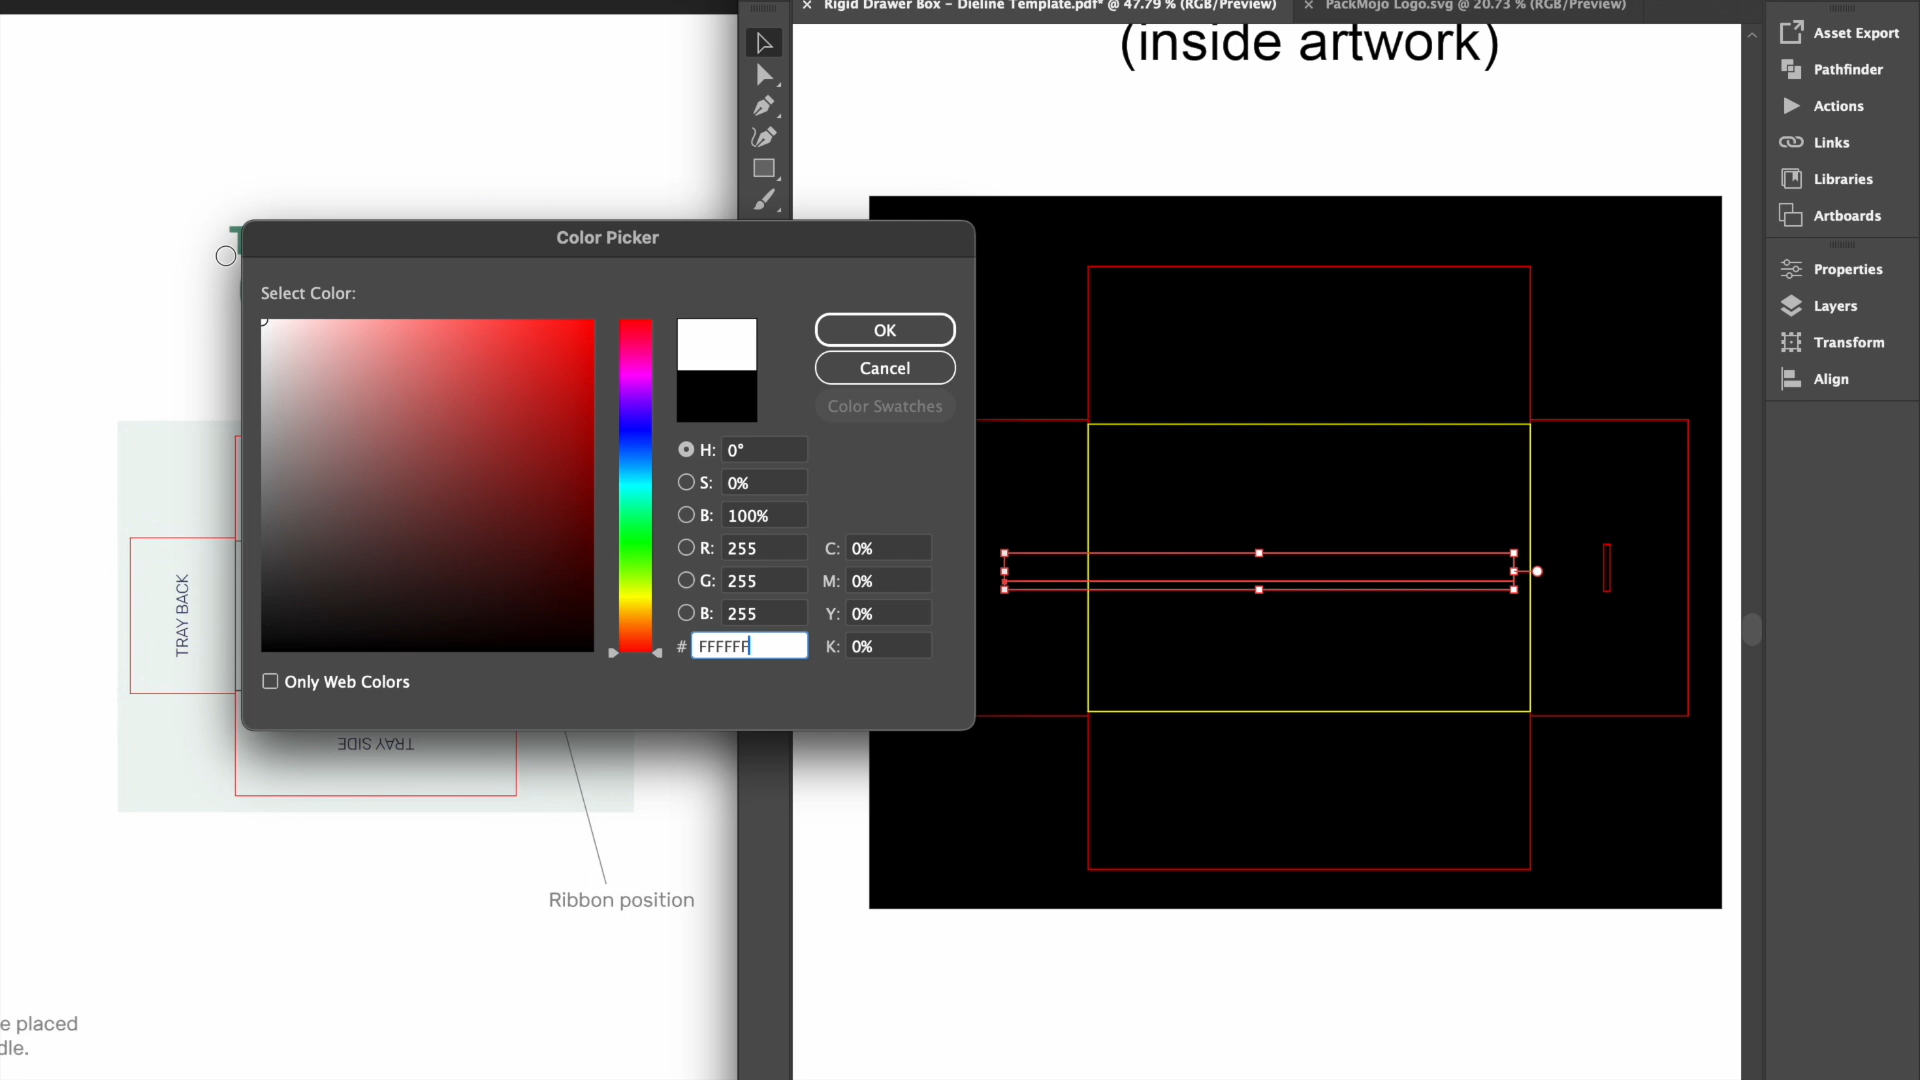 Rigid Drawer Box - Dieline Template.pdf* @ 47.79 % (RGB/Preview)
PackMojo Logo.svg @ 20.73 % (RGB/Preview)
(inside artwork)
Asset Export
Pathfinder
Actions
Links
Libraries
Artboards
Properties
Layers
Transform
Align
Color Picker
Select Color:
OK
Cancel
Color Swatches
H: 0°
S: 0%
B: 100%
R: 255 C: 0%
G: 255 M: 0%
B: 255 Y: 0%
# FFFFFF K: 0%
Only Web Colors
TRAY BACK
TRAY SIDE
Ribbon position
e placed
dle.